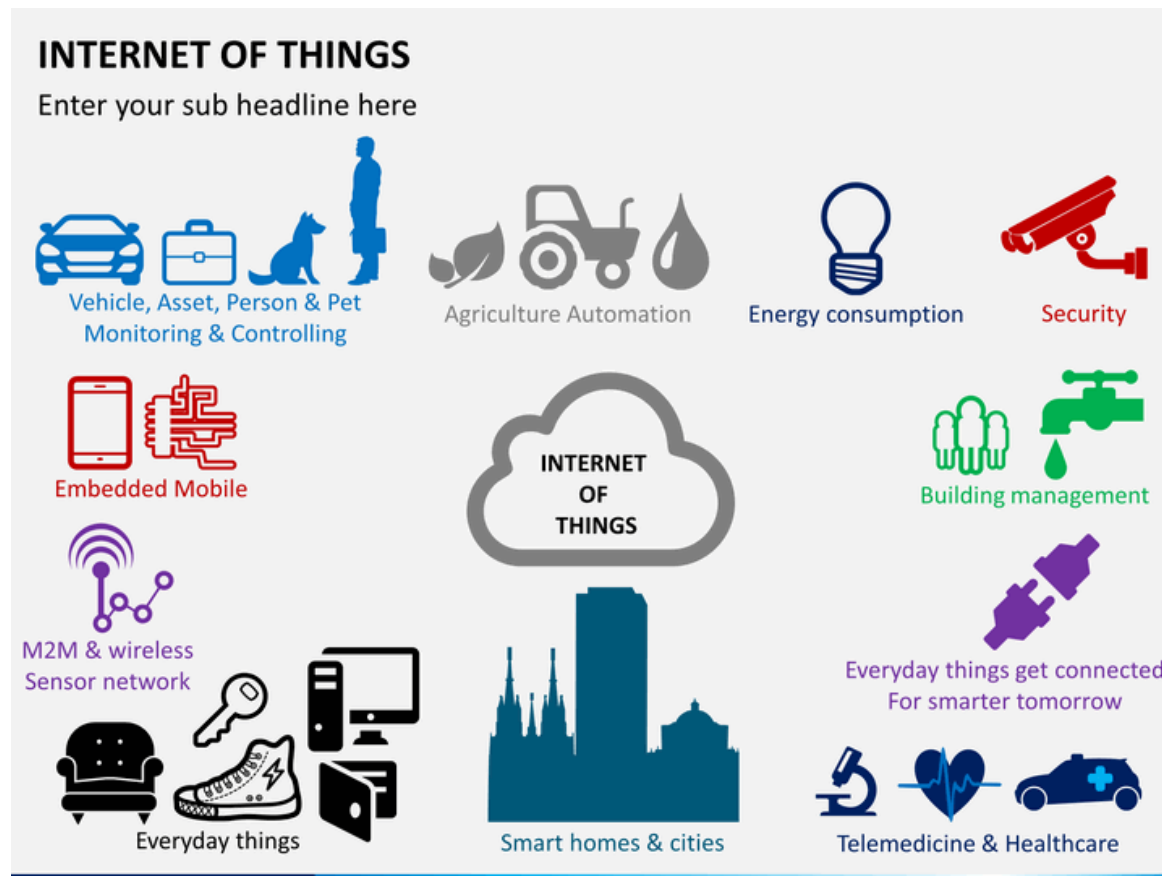 INTERNET OF THINGS
Enter your sub headline here
Vehicle, Asset, Person & Pet
Monitoring & Controlling
Agriculture Automation
Energy consumption
Security
Embedded Mobile
INTERNET
OF
THINGS
Building management
M2M & wireless
Sensor network
Everyday things get connected
For smarter tomorrow
Everyday things
Smart homes & cities
Telemedicine & Healthcare